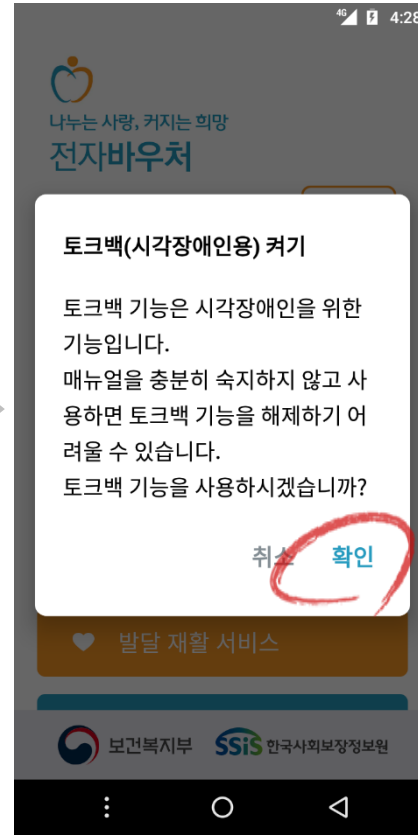 4G 4:28
나누는 사랑, 커지는 희망
전자바우처
토크백(시각장애인용) 켜기
토크백 기능은 시각장애인을 위한
기능입니다.
매뉴얼을 충분히 숙지하지 않고 사
용하면 토크백 기능을 해제하기 어
려울 수 있습니다.
토크백 기능을 사용하시겠습니까?
취소 확인
발달 재활 서비스
보건복지부 SSiS 한국사회보장정보원